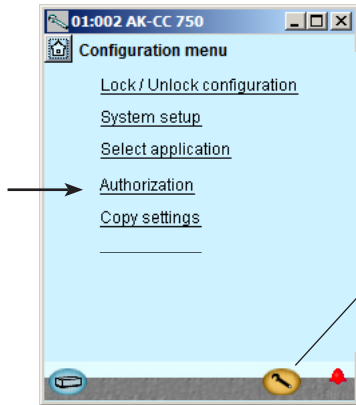 01:002 AK-CC 750
Configuration menu
Lock / Unlock configuration
System setup
Select application
Authorization
Copy settings